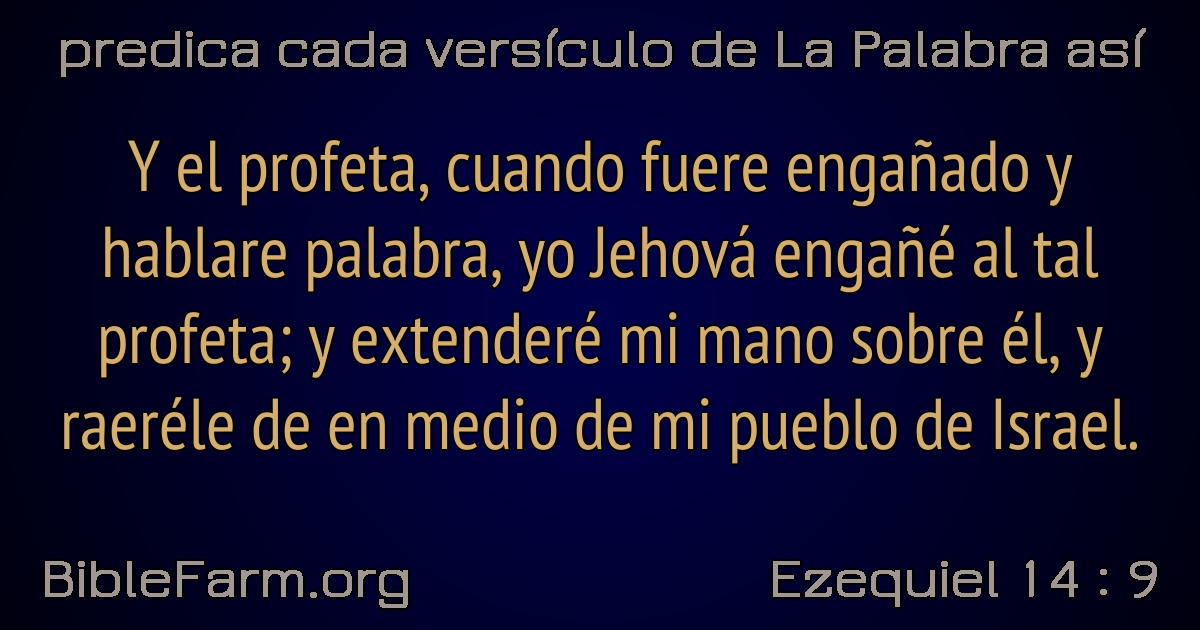 predica cada versículo de La Palabra así
Y el profeta, cuando fuere engañado y
hablare palabra, yo Jehová engañé al tal
profeta; y extenderé mi mano sobre él, y
raeréle de en medio de mi pueblo de Israel.
BibleFarm.org
Ezequiel 14 : 9